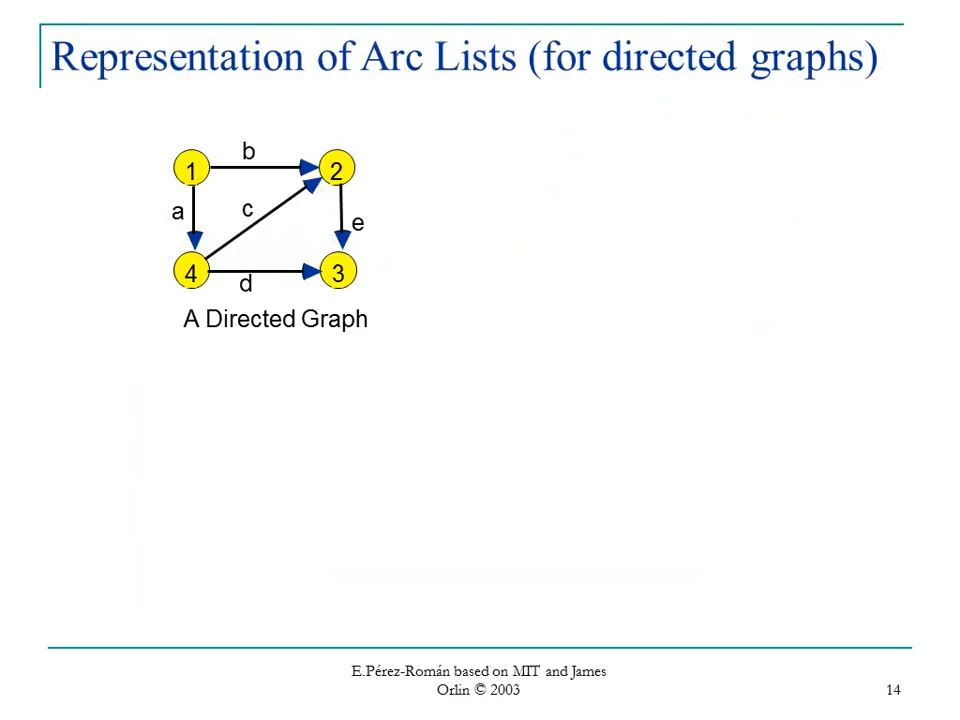 Representation of Arc Lists (for directed graphs)
b
1
2
a
c
e
4
3
d
A Directed Graph
E.Pérez-Román based on MIT and James
Orlin © 2003
14